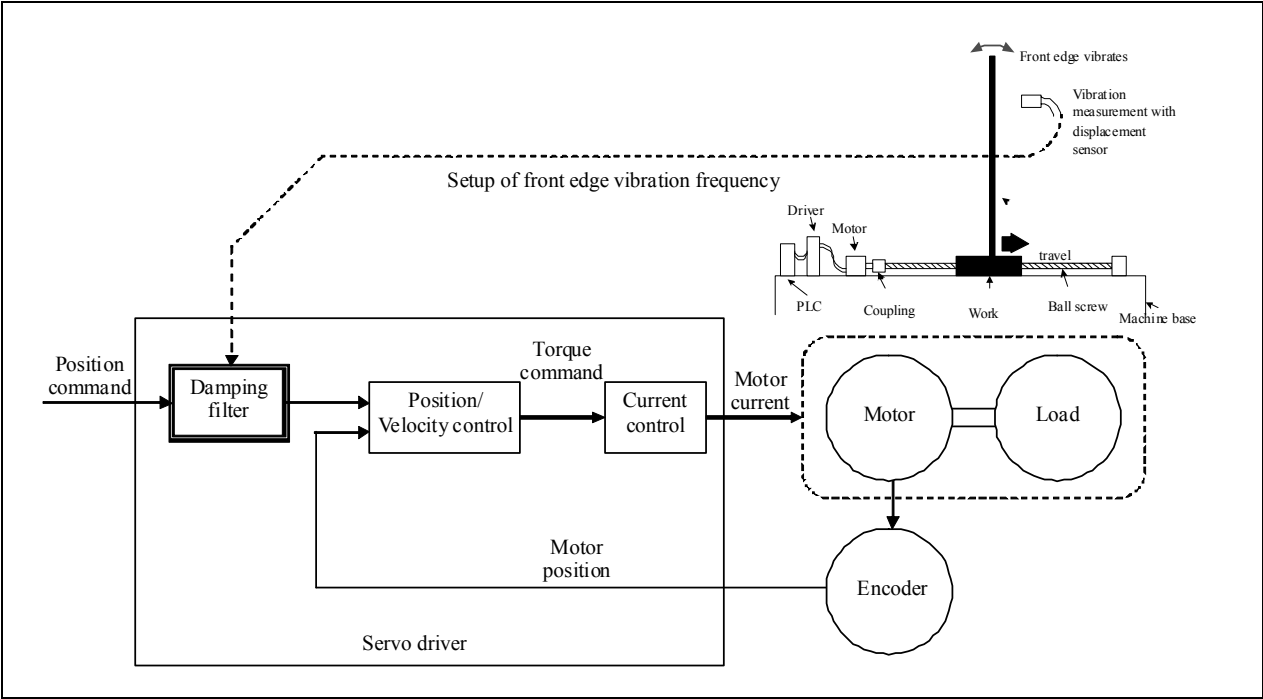 Front edge vibrates
Vibration
measurement with
displacement
sensor
Setup of front edge vibration frequency
Driver
Motor
travel
PLC
Coupling
Work
Ball screw
Machine base
Position
command
Damping
filter
Position/
Velocity control
Torque
command
Current
control
Motor
current
Motor
Load
Motor
position
Encoder
Servo driver